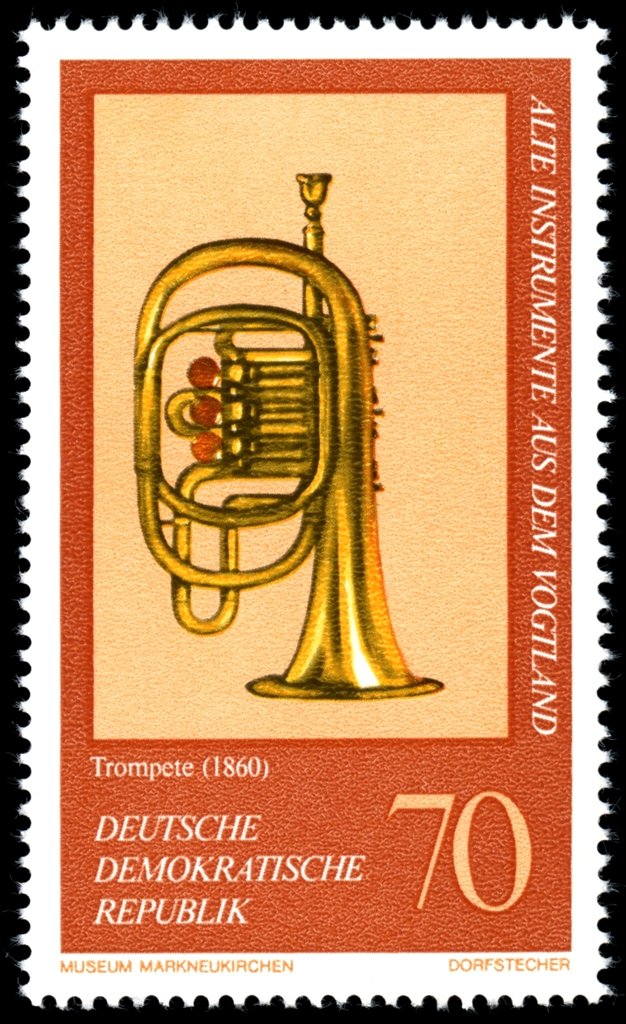 ALTE INSTRUMENTE AUS DEM VOGTLAND
Trompete (1860)
DEUTSCHE
DEMOKRATISCHE
REPUBLIK
70
MUSEUM MARKNEUKIRCHEN
DORFSTECHER